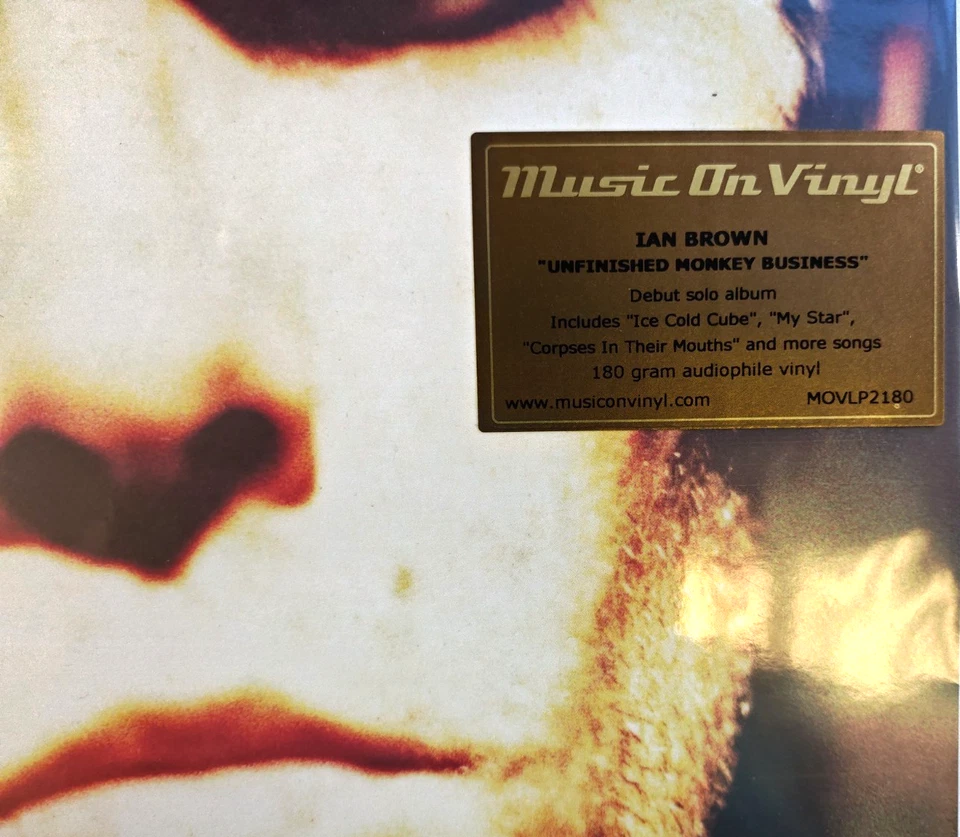 Music On Vinyl®
IAN BROWN
"UNFINISHED MONKEY BUSINESS"
Debut solo album
Includes "Ice Cold Cube", "My Star",
"Corpses In Their Mouths" and more songs
180 gram audiophile vinyl
www.musiconvinyl.com MOVLP2180